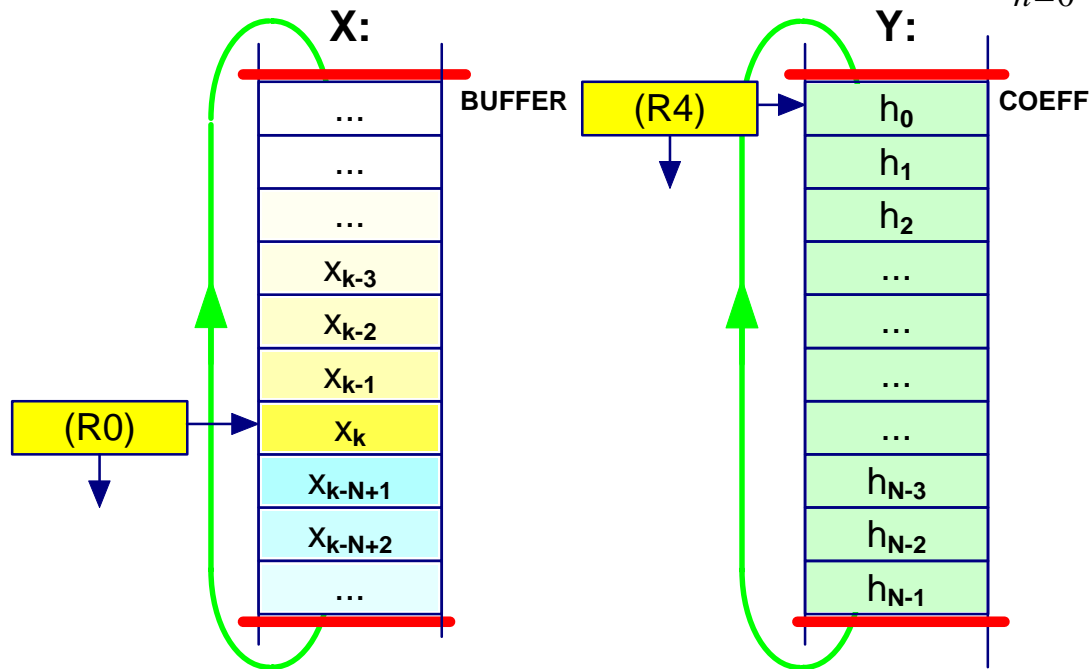 n=0
X:
Y:
BUFFER
(R4)
COEFF
...
h0
...
h1
...
h2
xk-3
...
xk-2
...
xk-1
...
(R0)
xk
...
xk-N+1
hN-3
xk-N+2
hN-2
...
hN-1